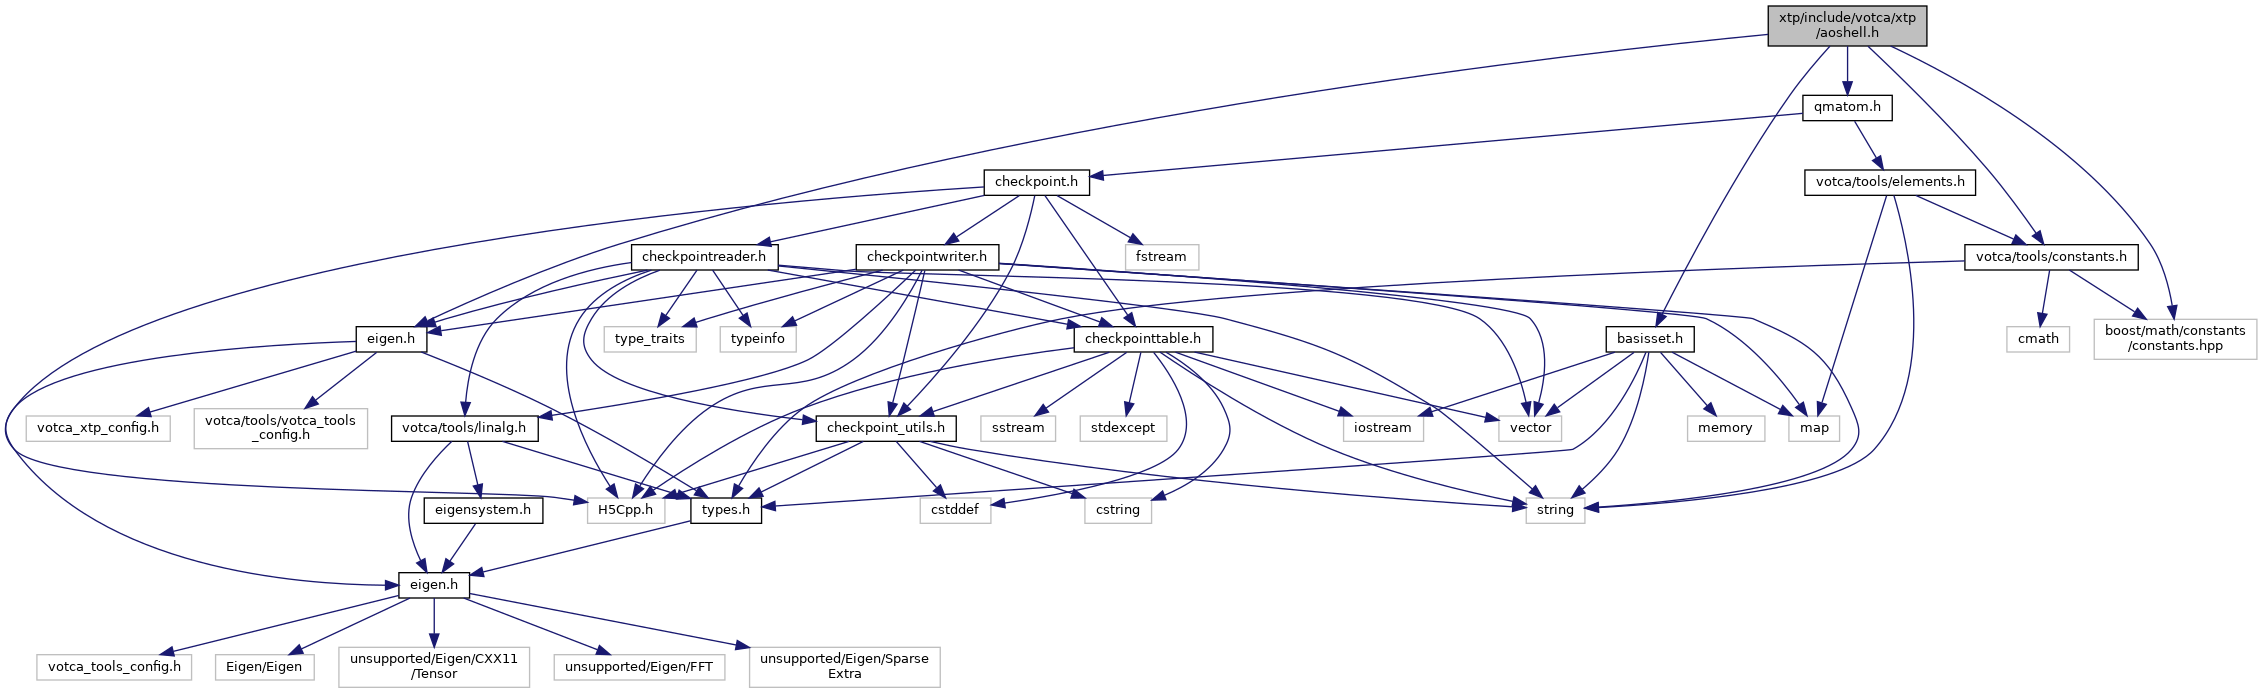 xtp/include/votca/xtp
/aoshell.h
qmatom.h
checkpoint.h
votca/tools/elements.h
checkpointreader.h
checkpointwriter.h
fstream
votca/tools/constants.h
eigen.h
type_traits
typeinfo
checkpointtable.h
basisset.h
cmath
boost/math/constants
/constants.hpp
votca_xtp_config.h
votca/tools/votca_tools
_config.h
votca/tools/linalg.h
checkpoint_utils.h
sstream
stdexcept
iostream
vector
memory
map
eigensystem.h
H5Cpp.h
types.h
cstddef
cstring
string
eigen.h
votca_tools_config.h
Eigen/Eigen
unsupported/Eigen/CXX11
/Tensor
unsupported/Eigen/FFT
unsupported/Eigen/Sparse
Extra